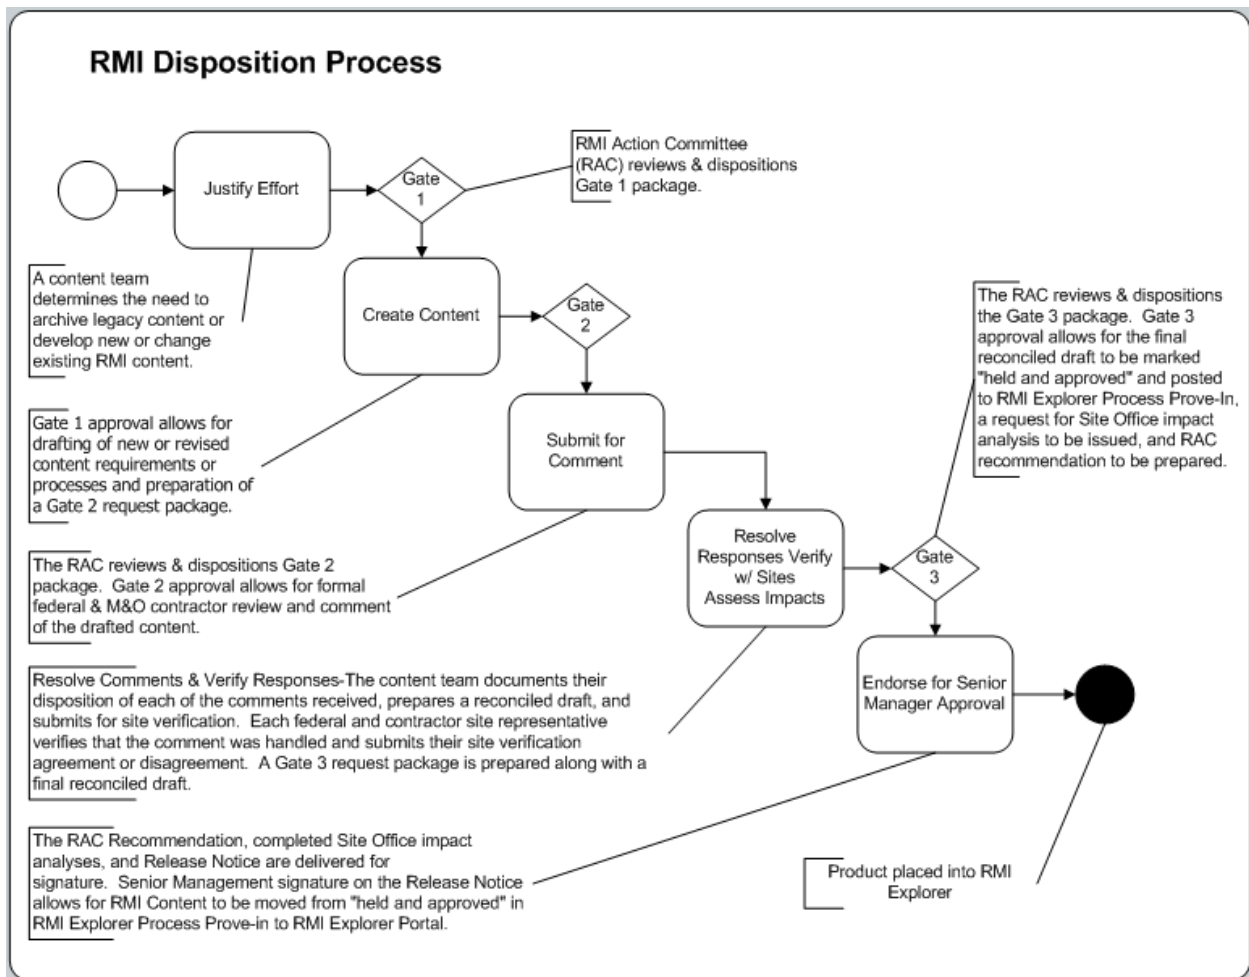 RMI Disposition Process
Justify Effort
Gate
1
RMI Action Committee
(RAC) reviews & dispositions
Gate 1 package.
A content team
determines the need to
archive legacy content or
develop new or change
existing RMI content.
Create Content
Gate
2
The RAC reviews & dispositions
the Gate 3 package.  Gate 3
approval allows for the final
reconciled draft to be marked
"held and approved" and posted
to RMI Explorer Process Prove-In,
a request for Site Office impact
analysis to be issued, and RAC
recommendation to be prepared.
Gate 1 approval allows for
drafting of new or revised
content requirements or
processes and preparation of
a Gate 2 request package.
Submit for
Comment
Resolve
Responses Verify
w/ Sites
Assess Impacts
Gate
3
The RAC reviews & dispositions Gate 2
package.  Gate 2 approval allows for formal
federal & M&O contractor review and comment
of the drafted content.
Resolve Comments & Verify Responses-The content team documents their
disposition of each of the comments received, prepares a reconciled draft, and
submits for site verification.  Each federal and contractor site representative
verifies that the comment was handled and submits their site verification
agreement or disagreement.  A Gate 3 request package is prepared along with a
final reconciled draft.
Endorse for Senior
Manager Approval
The RAC Recommendation, completed Site Office impact
analyses, and Release Notice are delivered for
signature.  Senior Management signature on the Release Notice
allows for RMI Content to be moved from "held and approved" in
RMI Explorer Process Prove-in to RMI Explorer Portal.
Product placed into RMI
Explorer